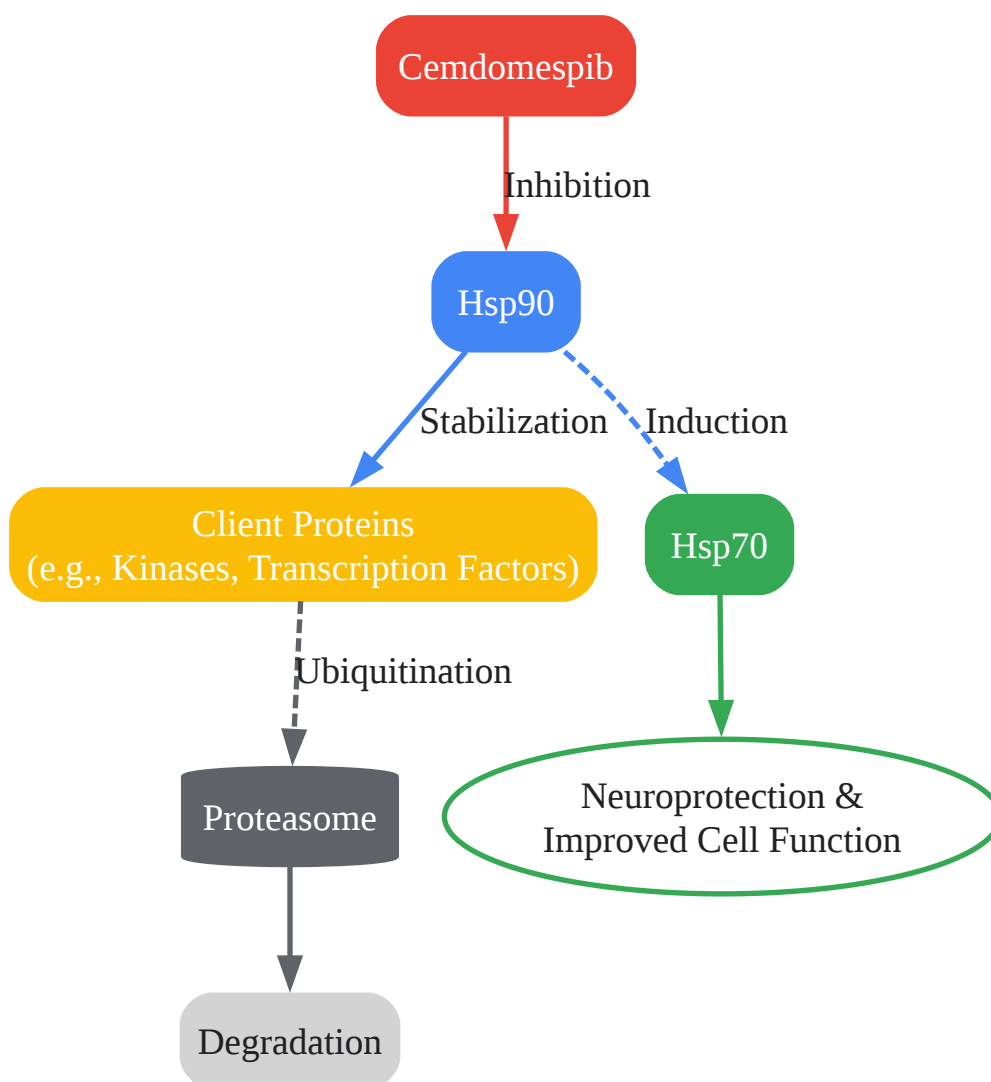 Cemdomespib
Inhibition
Hsp90
Stabilization
Induction
Client Proteins
(e.g., Kinases, Transcription Factors)
Hsp70
Ubiquitination
Proteasome
Neuroprotection &
Improved Cell Function
Degradation